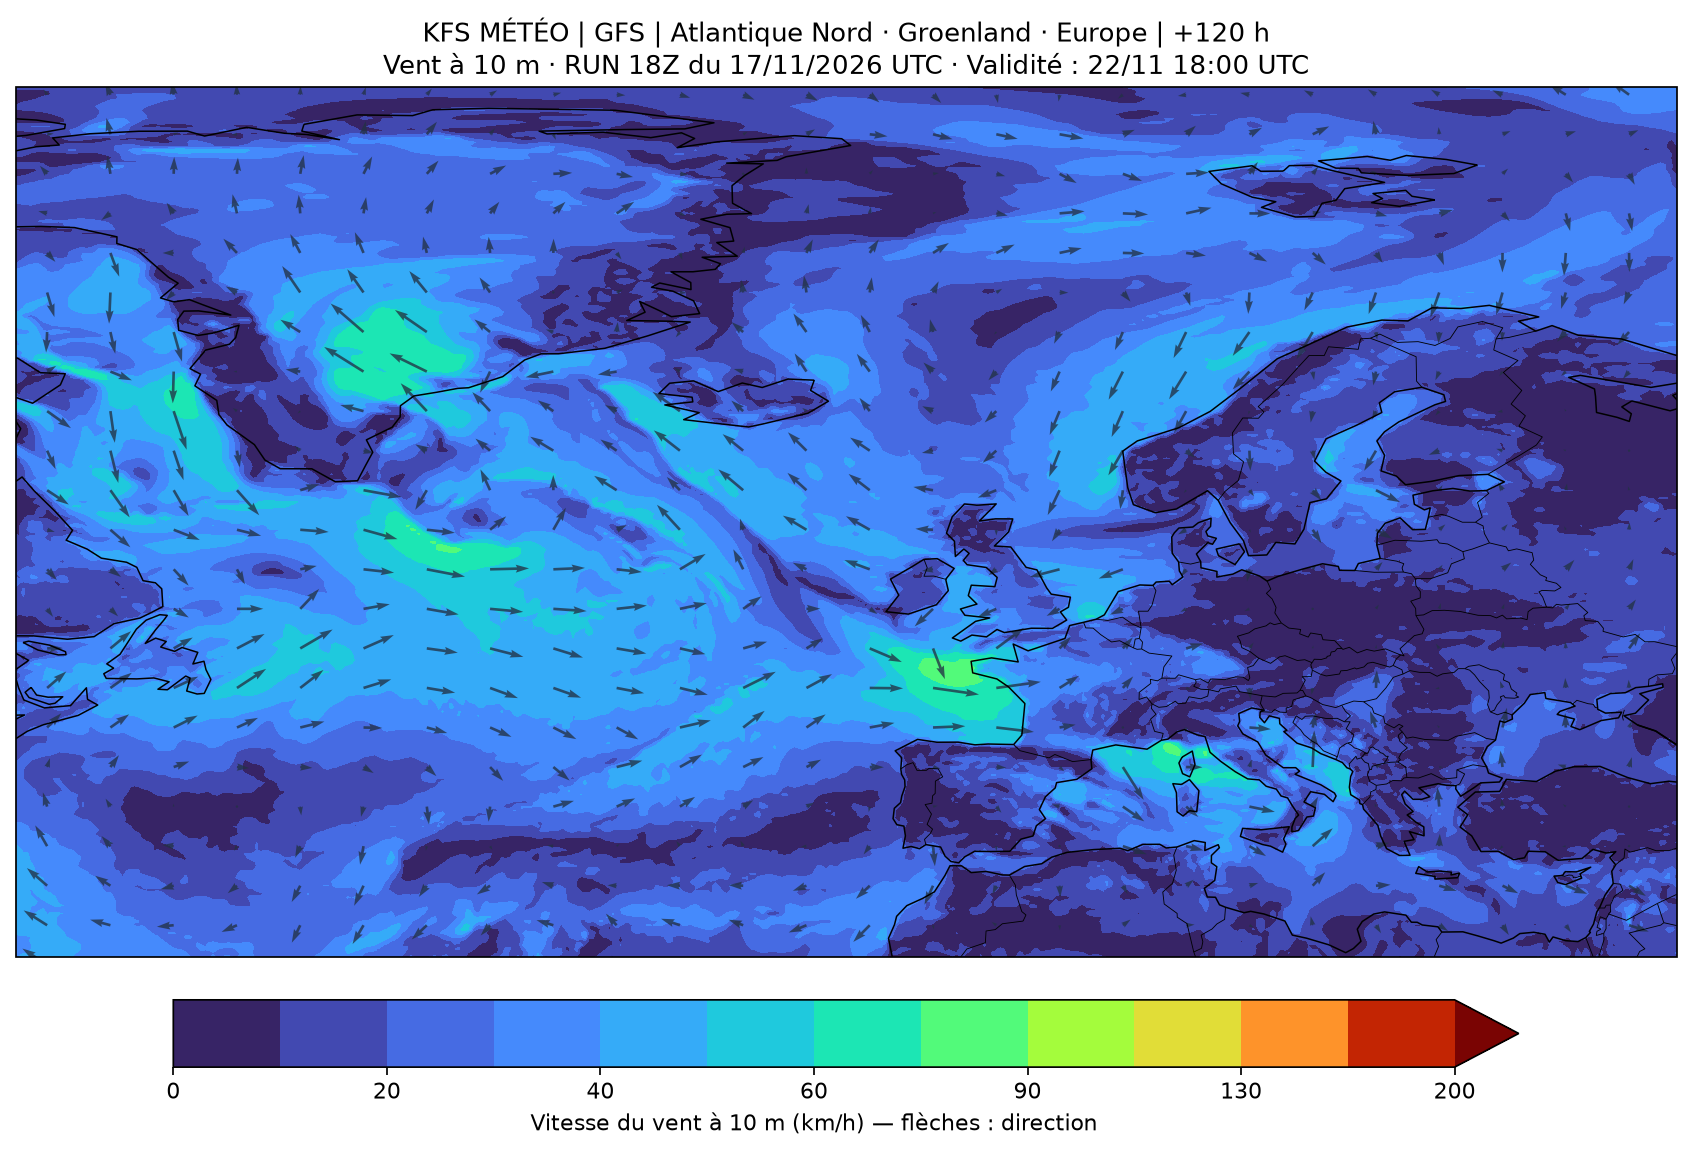 KFS MÉTÉO | GFS | Atlantique Nord · Groenland · Europe | +120 h
Vent à 10 m · RUN 18Z du 17/11/2026 UTC · Validité : 22/11 18:00 UTC
0 20 40 60 90 130 200
Vitesse du vent à 10 m (km/h) — flèches : direction